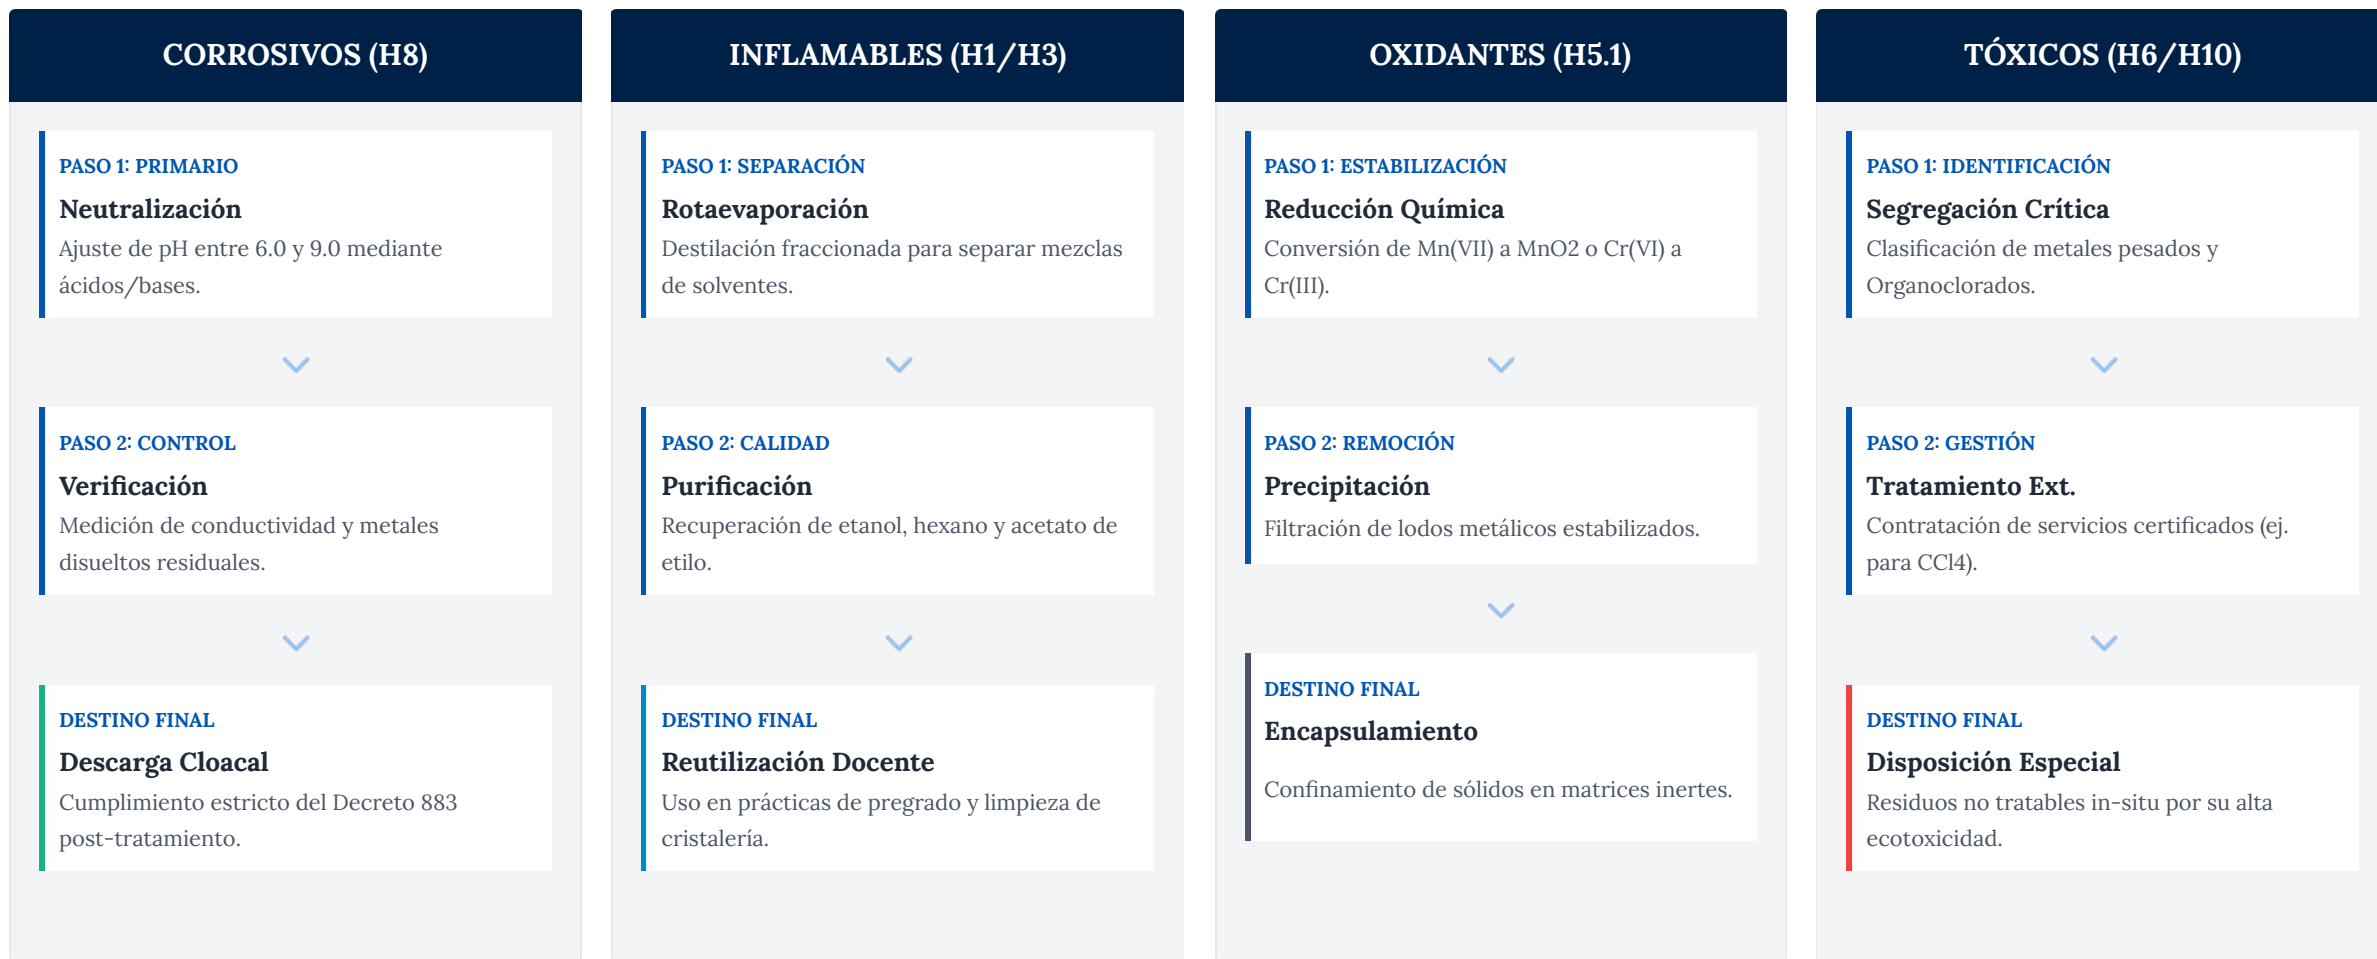 CORROSIVOS (H8)
PASO 1: PRIMARIO
Neutralización
Ajuste de pH entre 6.0 y 9.0 mediante
ácidos/bases.
PASO 2: CONTROL
Verificación
Medición de conductividad y metales
disueltos residuales.
DESTINO FINAL
Descarga Cloacal
Cumplimiento estricto del Decreto 883
post-tratamiento.
INFLAMABLES (H1/H3)
PASO 1: SEPARACIÓN
Rotaevaporación
Destilación fraccionada para separar mezclas
de solventes.
PASO 2: CALIDAD
Purificación
Recuperación de etanol, hexano y acetato de
etilo.
DESTINO FINAL
Reutilización Docente
Uso en prácticas de pregrado y limpieza de
cristalería.
OXIDANTES (H5.1)
PASO 1: ESTABILIZACIÓN
Reducción Química
Conversión de Mn(VII) a MnO2 o Cr(VI) a
Cr(III).
PASO 2: REMOCIÓN
Precipitación
Filtración de lodos metálicos estabilizados.
DESTINO FINAL
Encapsulamiento
Confinamiento de sólidos en matrices inertes.
TÓXICOS (H6/H10)
PASO 1: IDENTIFICACIÓN
Segregación Crítica
Clasificación de metales pesados y
Organoclorados.
PASO 2: GESTIÓN
Tratamiento Ext.
Contratación de servicios certificados (ej.
para CCl4).
DESTINO FINAL
Disposición Especial
Residuos no tratables in-situ por su alta
ecotoxicidad.